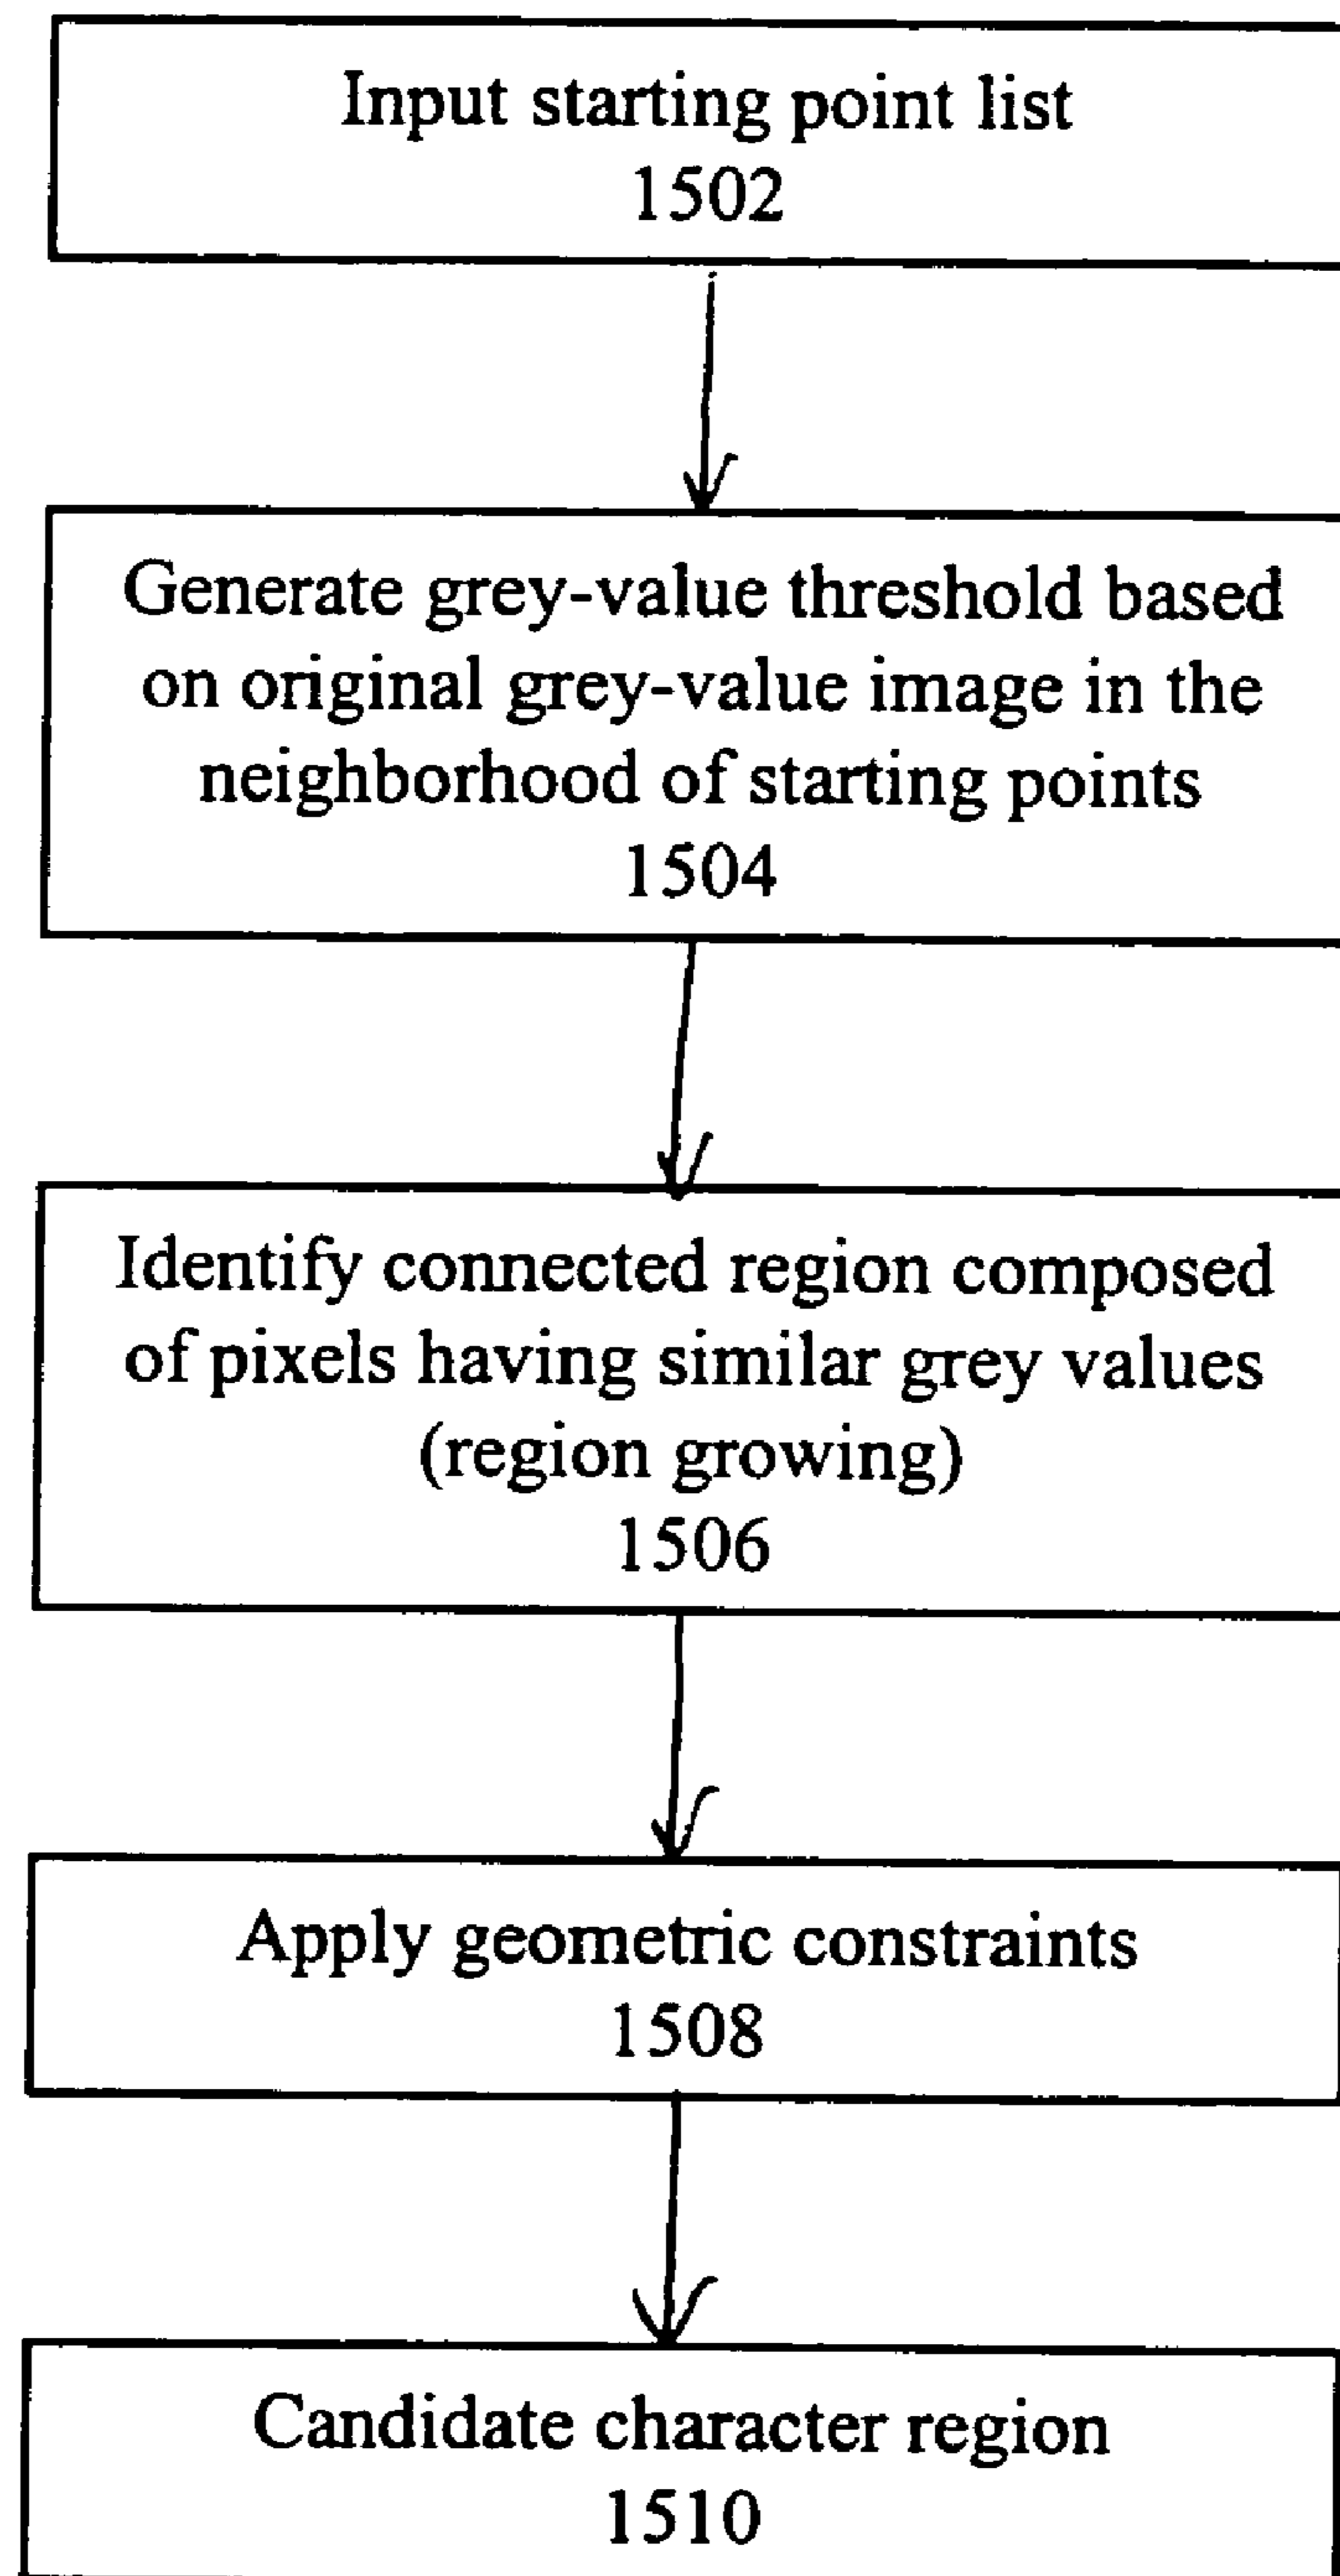 Input starting point list
1502
Generate grey-value threshold based
on original grey-value image in the
neighborhood of starting points
1504
Identify connected region composed
of pixels having similar grey values
(region growing)
1506
Apply geometric constraints
1508
Candidate character region
1510